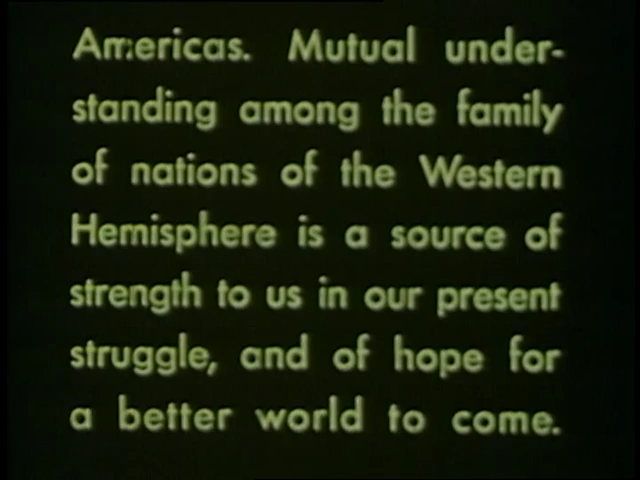 Americas. Mutual under-
standing among the family
of nations of the Western
Hemisphere is a source of
strength to us in our present
struggle, and of hope for
a better world to come.